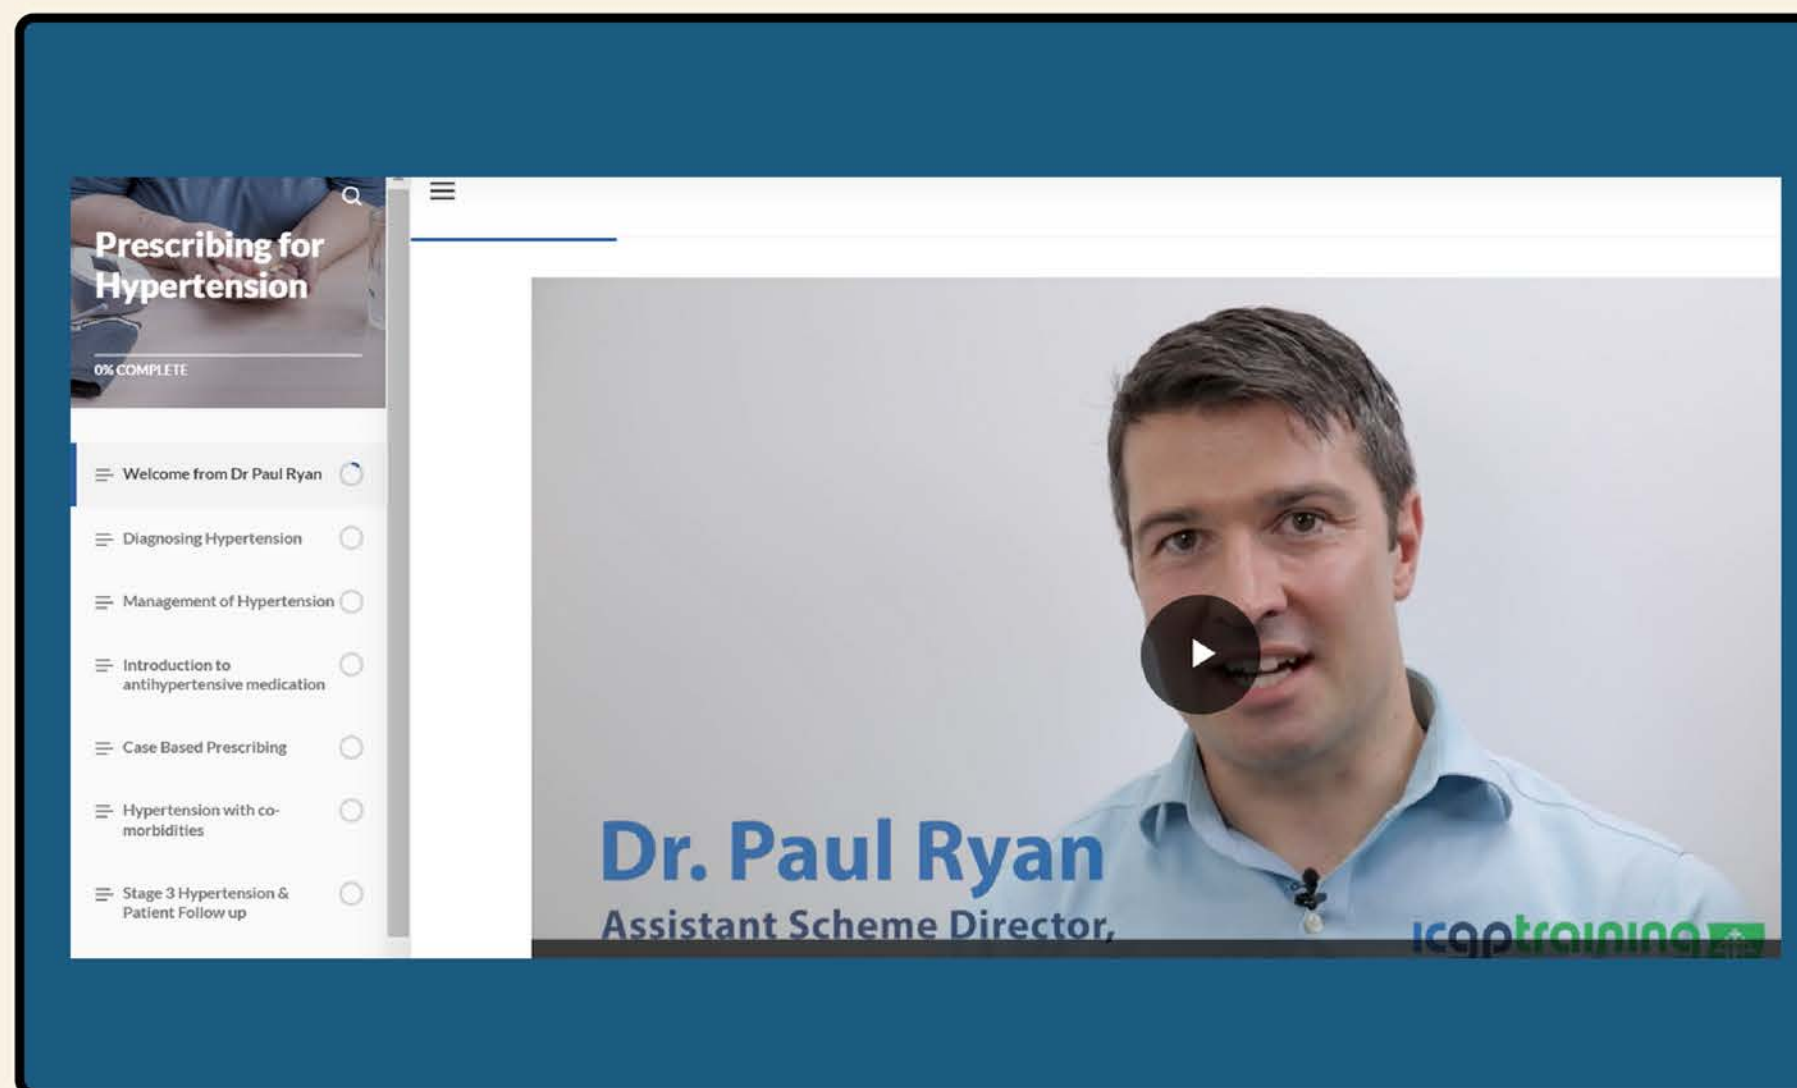 Prescribing for
Hypertension
0% COMPLETE
Welcome from Dr Paul Ryan
Diagnosing Hypertension
Management of Hypertension
Introduction to
antihypertensive medication
Case Based Prescribing
Hypertension with co-
morbidities
Stage 3 Hypertension &
Patient Follow up
Dr. Paul Ryan
Assistant Scheme Director,
icgptraining